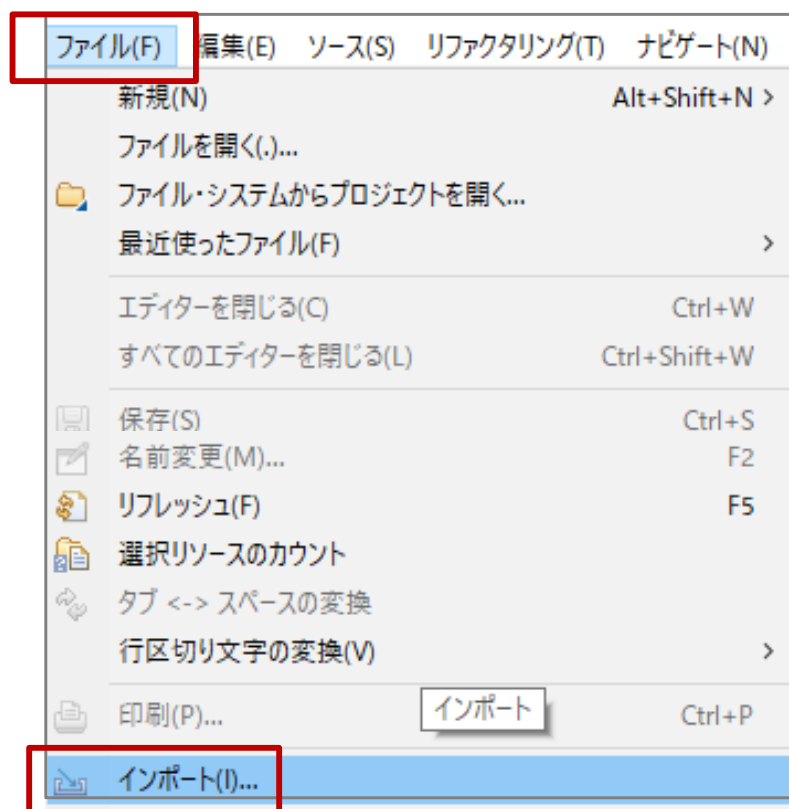 ファイル(F) 編集(E) ソース(S) リファクタリング(T) ナビゲート(N)
新規(N) Alt+Shift+N >
ファイルを開く(.)...
ファイル・システムからプロジェクトを開く...
最近使ったファイル(F) >
エディターを閉じる(C) Ctrl+W
すべてのエディターを閉じる(L) Ctrl+Shift+W
保存(S) Ctrl+S
名前変更(M)... F2
リフレッシュ(F) F5
選択リソースのカウント
タブ <-> スペースの変換
行区切り文字の変換(V) >
印刷(P)... Ctrl+P
インポート
インポート(I)...